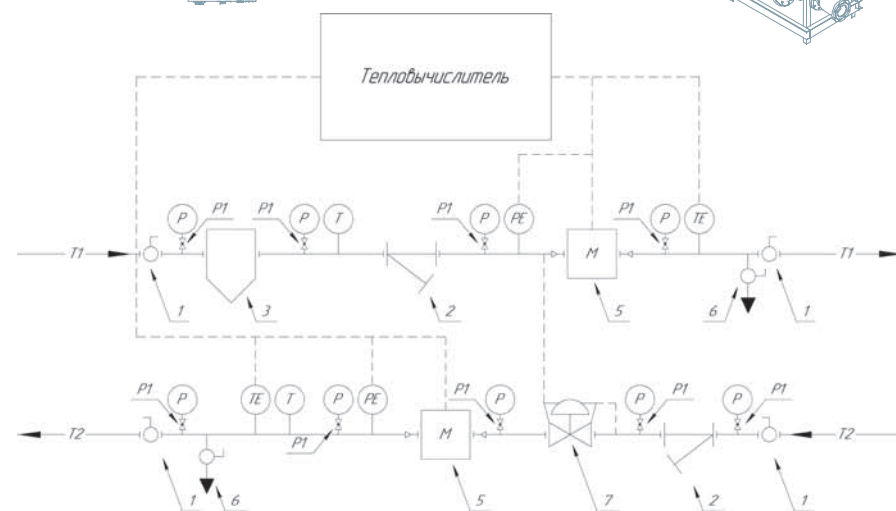 Тепловычислитель
P P1 P1 P T P1 P PE P1 P TE
T1 M T1
1 3 2 5 6 1
P1 P TE T P PE P1 P P P1 P P1
P1
T2 M T2
1 6 5 7 2 1